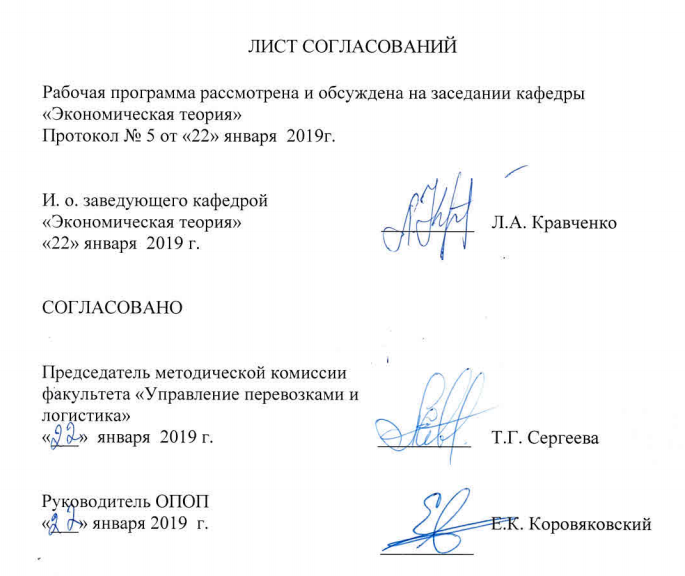 ЛИСТ СОГЛАСОВАНИЙ
Рабочая программа рассмотрена и обсуждена на заседании кафедры
«Экономическая теория»
Протокол № 5 от «22» января 2019г.
И. о. заведующего кафедрой
«Экономическая теория» Л.А. Кравченко
«22» января 2019 г.
СОГЛАСОВАНО
Председатель методической комиссии
факультета «Управление перевозками и
логистика»
«22» января 2019 г. Т.Г. Сергеева
Руководитель ОПОП
«22» января 2019 г. Е.К. Коровяковский